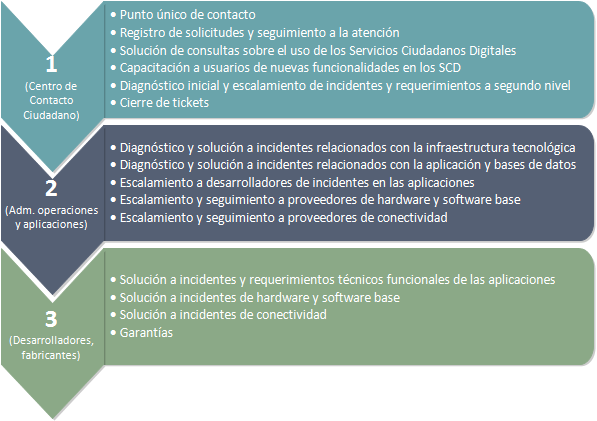 1
(Centro de
Contacto
Ciudadano)
• Punto único de contacto
• Registro de solicitudes y seguimiento a la atención
• Solución de consultas sobre el uso de los Servicios Ciudadanos Digitales
• Capacitación a usuarios de nuevas funcionalidades en los SCD
• Diagnóstico inicial y escalamiento de incidentes y requerimientos a segundo nivel
• Cierre de tickets
2
(Adm. operaciones
y aplicaciones)
• Diagnóstico y solución a incidentes relacionados con la infraestructura tecnológica
• Diagnóstico y solución a incidentes relacionados con la aplicación y bases de datos
• Escalamiento a desarrolladores de incidentes en las aplicaciones
• Escalamiento y seguimiento a proveedores de hardware y software base
• Escalamiento y seguimiento a proveedores de conectividad
3
(Desarrolladores,
fabricantes)
• Solución a incidentes y requerimientos técnicos funcionales de las aplicaciones
• Solución a incidentes de hardware y software base
• Solución a incidentes de conectividad
• Garantías